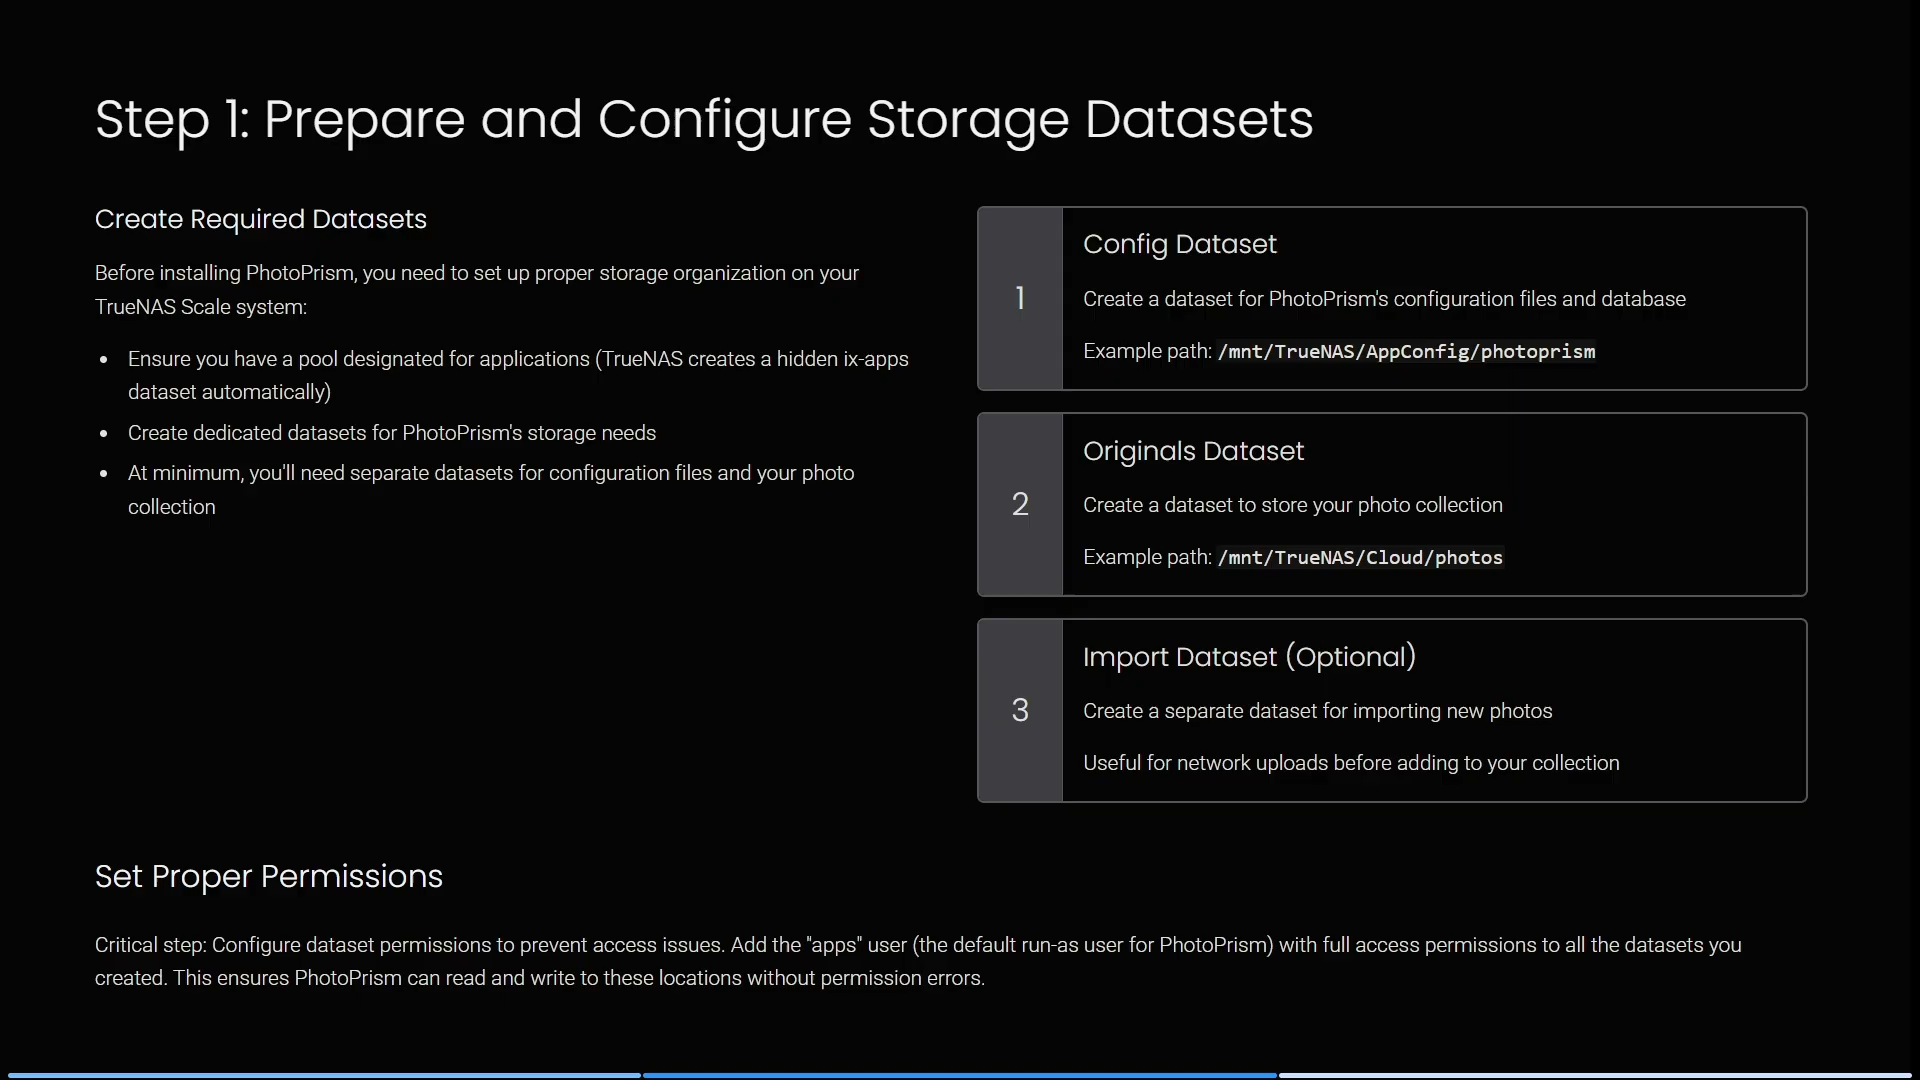 Step 1: Prepare and Configure Storage Datasets
Create Required Datasets
Before installing PhotoPrism, you need to set up proper storage organization on your
TrueNAS Scale system:
• Ensure you have a pool designated for applications (TrueNAS creates a hidden ix-apps
dataset automatically)
• Create dedicated datasets for PhotoPrism's storage needs
• At minimum, you'll need separate datasets for configuration files and your photo
collection
1
Config Dataset
Create a dataset for PhotoPrism's configuration files and database
Example path: /mnt/TrueNAS/AppConfig/photoprism
2
Originals Dataset
Create a dataset to store your photo collection
Example path: /mnt/TrueNAS/Cloud/photos
3
Import Dataset (Optional)
Create a separate dataset for importing new photos
Useful for network uploads before adding to your collection
Set Proper Permissions
Critical step: Configure dataset permissions to prevent access issues. Add the "apps" user (the default run-as user for PhotoPrism) with full access permissions to all the datasets you
created. This ensures PhotoPrism can read and write to these locations without permission errors.